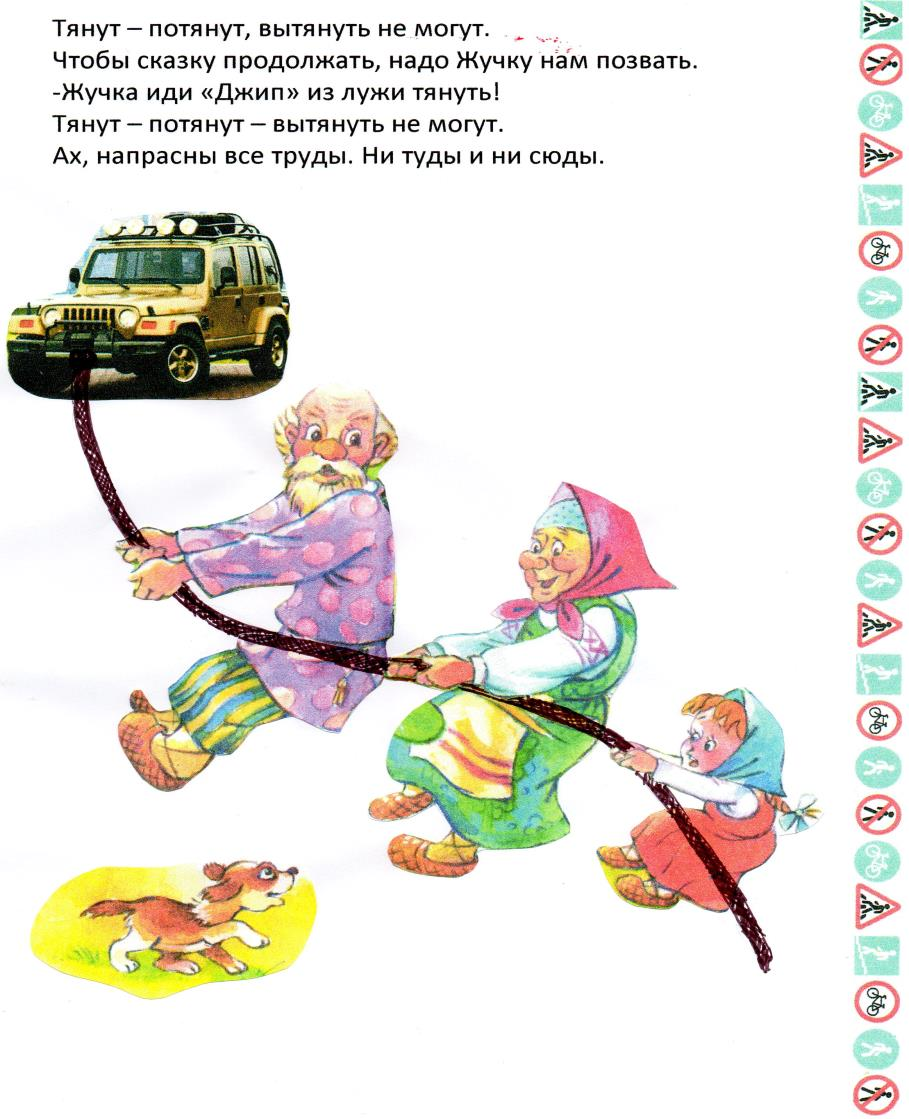 Тянут – потянут, вытянуть не могут.
Чтобы сказку продолжать, надо Жучку нам позвать.
-Жучка иди «Джип» из лужи тянуть!
Тянут – потянут – вытянуть не могут.
Ах, напрасны все труды. Ни туды и ни сюды.